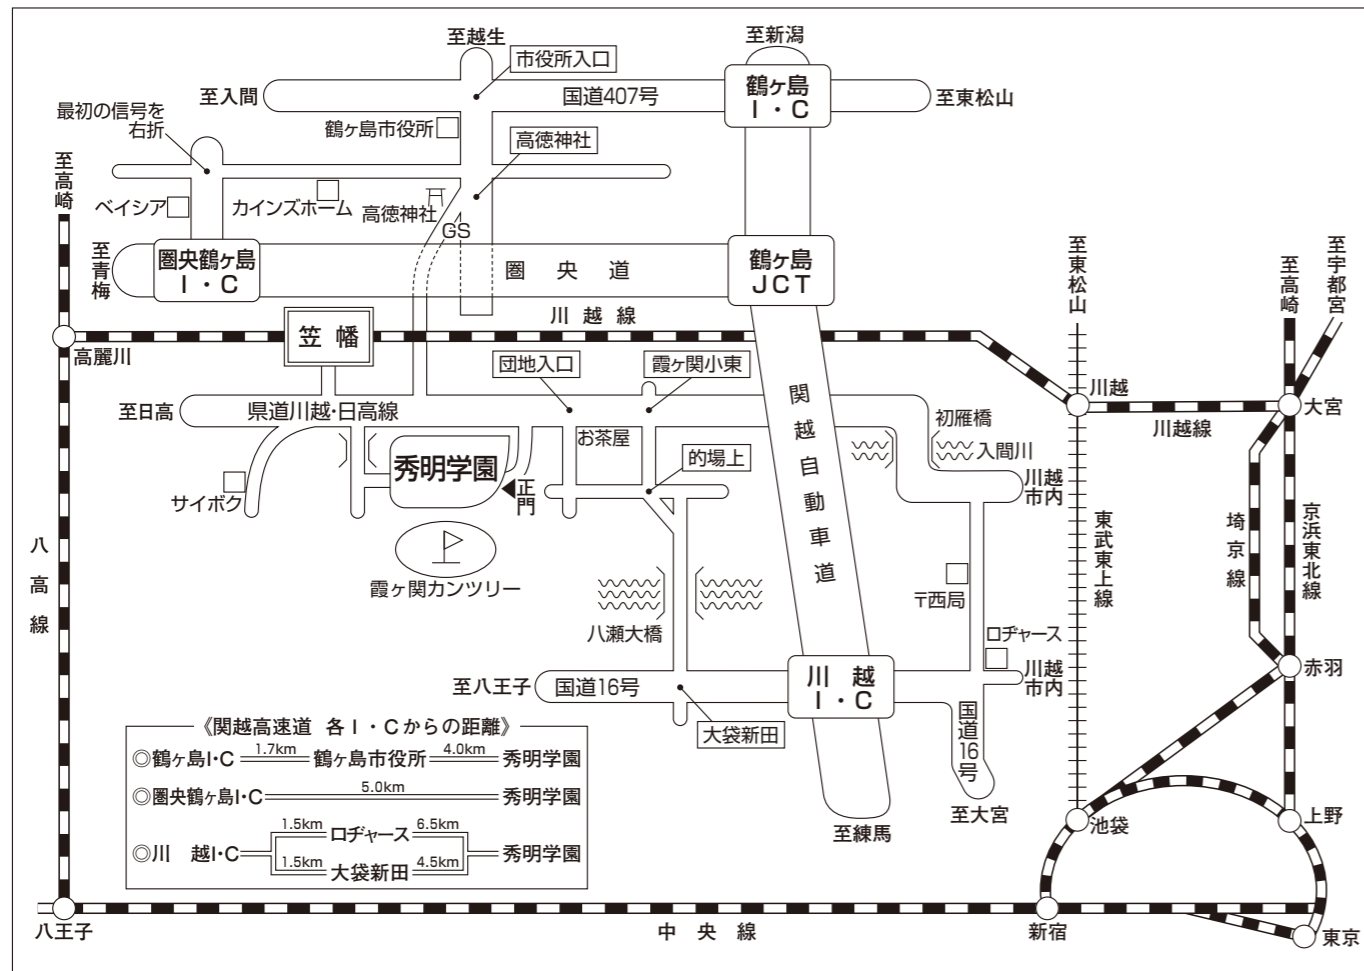 至越生
市役所入口
至新潟
至入間
国道407号
鶴ヶ島
I・C
至東松山
最初の信号を
右折
鶴ヶ島市役所
高徳神社
至高崎
ベイシア
カインズホーム
高徳神社
GS
至青梅
圏央鶴ヶ島
I・C
圏央道
鶴ヶ島
JCT
至東松山
至高崎
至宇都宮
笠幡
川越線
高麗川
団地入口
霞ヶ関小東
川越
大宮
川越線
至日高
県道川越・日高線
お茶屋
関越自動車道
初雁橋
入間川
秀明学園
正門
的場上
川越
市内
サイボク
八高線
霞ヶ関カンツリー
東武東上線
埼京線
京浜東北線
〒西局
八瀬大橋
ロヂャース
川越
市内
赤羽
至八王子
国道16号
川越
I・C
大袋新田
国道16号
至大宮
至練馬
池袋
上野
《関越高速道 各I・Cからの距離》
◎鶴ヶ島I・C 1.7km 鶴ヶ島市役所 4.0km 秀明学園
◎圏央鶴ヶ島I・C 5.0km 秀明学園
1.5km ロヂャース 6.5km
◎川 越I・C 秀明学園
1.5km 大袋新田 4.5km
八王子
中央線
新宿
東京